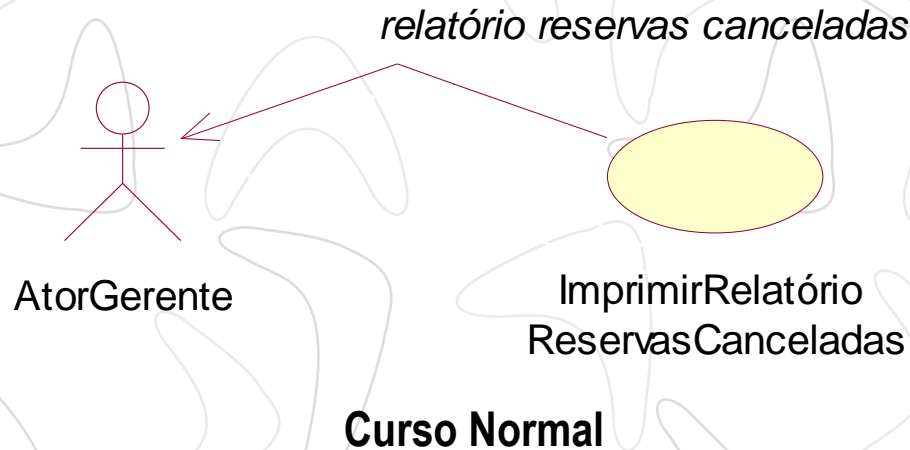 relatório reservas canceladas
AtorGerente
ImprimirRelatório
ReservasCanceladas
Curso Normal